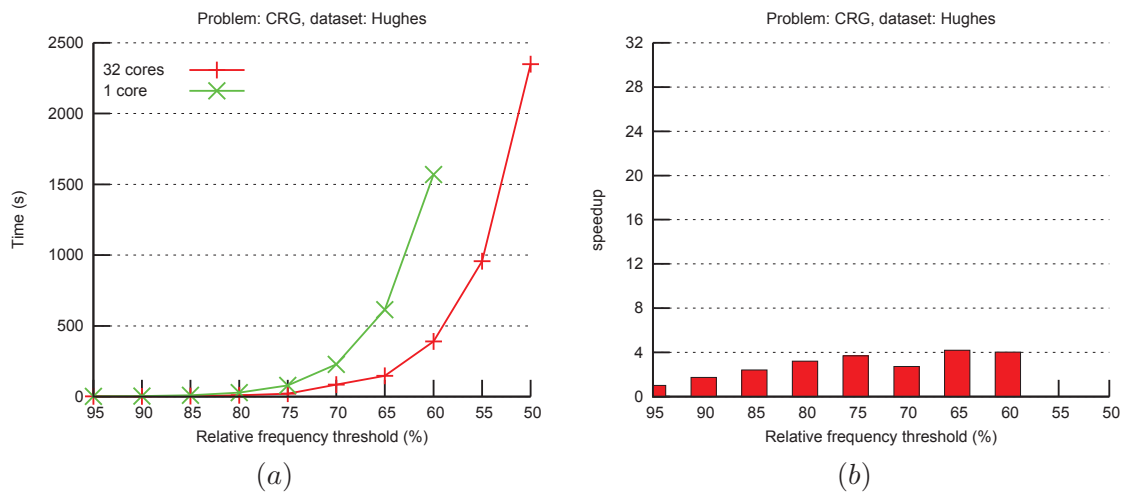 Problem: CRG, dataset: Hughes
2500
2000
1500
1000
500
0
Time (s)
32 cores
1 core
95 90 85 80 75 70 65 60 55 50
Relative frequency threshold (%)
(a)
Problem: CRG, dataset: Hughes
32
28
24
20
16
12
8
4
0
speedup
95 90 85 80 75 70 65 60 55 50
Relative frequency threshold (%)
(b)